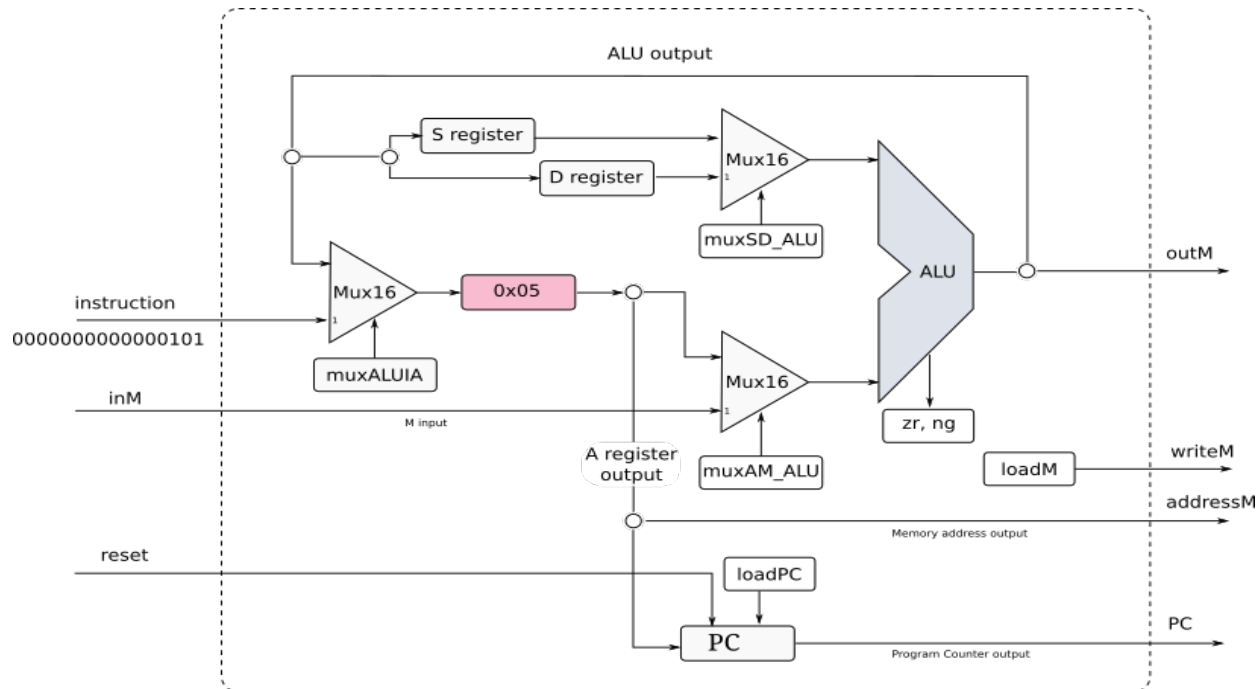 ALU output
S register
Mux16
1
D register
muxSD_ALU
ALU
outM
Mux16
1
0x05
instruction
0000000000000101
muxALUIA
Mux16
1
inM
M input
zr, ng
A register
output
muxAM_ALU
loadM
writeM
addressM
Memory address output
reset
loadPC
PC
PC
Program Counter output